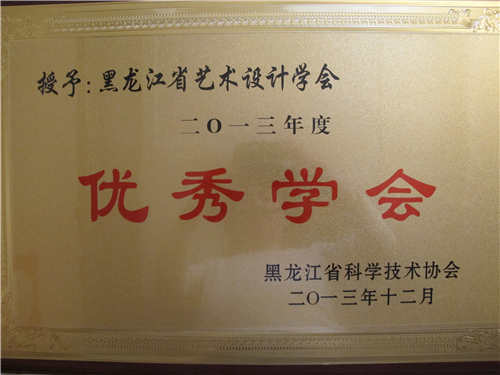 授予：黑龙江省艺术设计学会
二〇一三年度
优秀学会
黑龙江省科学技术协会
二〇一三年十二月